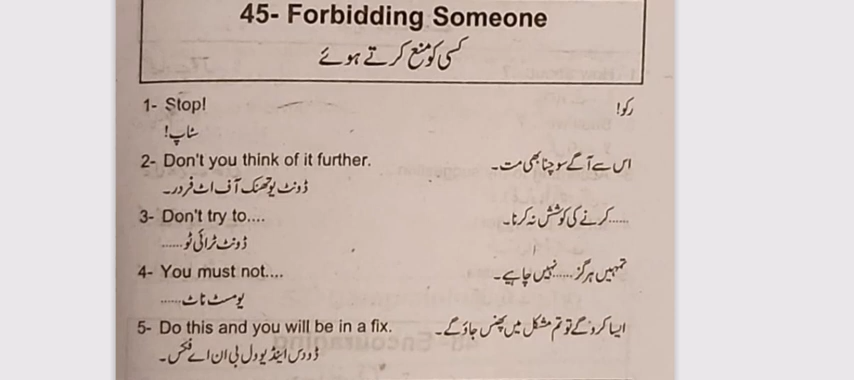 45- Forbidding Someone
کسی کو منع کرتے ہوئے
1- Stop! رکو!
سٹاپ!
2- Don't you think of it further. اس سے آگے سوچنا بھی مت۔
ڈونٹ یو تھنک آف اٹ فردر۔
3- Don't try to.... ......کرنے کی کوشش نہ کرنا۔
ڈونٹ ٹرائی ٹو......
4- You must not.... تمہیں ہرگز......نہیں چاہیے۔
یو مسٹ ناٹ......
5- Do this and you will be in a fix. ایسا کرو گے تو تم مشکل میں پھنس جاؤ گے۔
ڈو دس اینڈ یو ول بی ان اے فکس۔